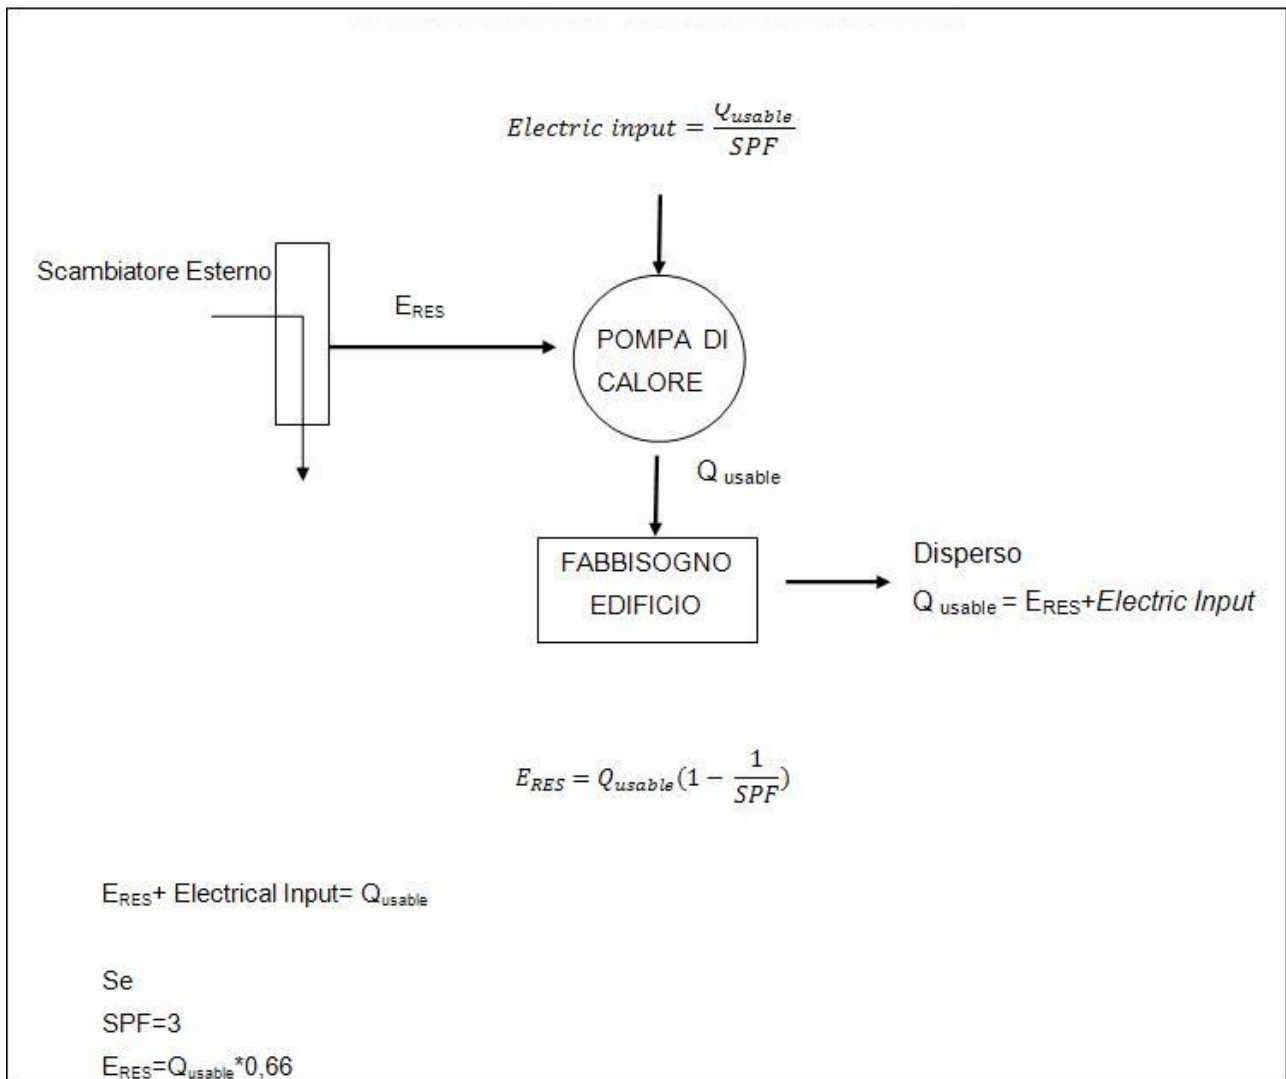 Electric input = Q_usable / SPF
Scambiatore Esterno
E_RES
POMPA DI
CALORE
Q usable
FABBISOGNO
EDIFICIO
Disperso
Q usable = E_RES+Electric Input
E_RES = Q_usable(1 − 1/SPF)
E_RES+ Electrical Input= Q_usable
Se
SPF=3
E_RES=Q_usable*0,66